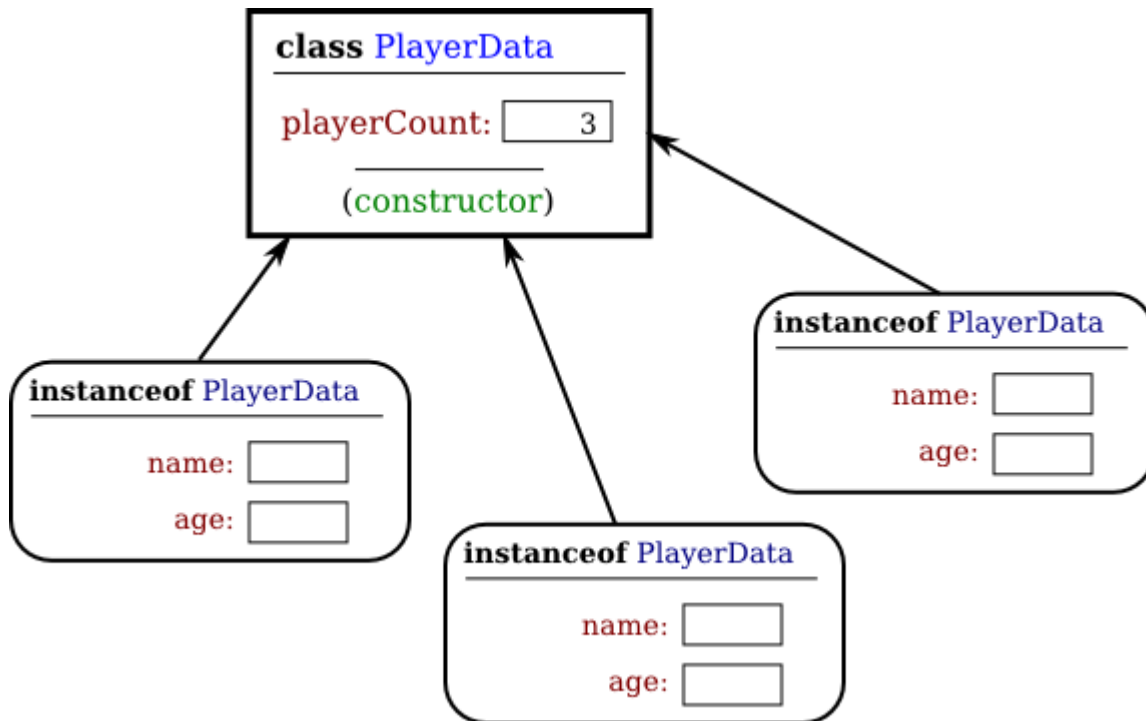 class PlayerData
playerCount: 3
(constructor)
instanceof PlayerData
name:
age:
instanceof PlayerData
name:
age:
instanceof PlayerData
name:
age: